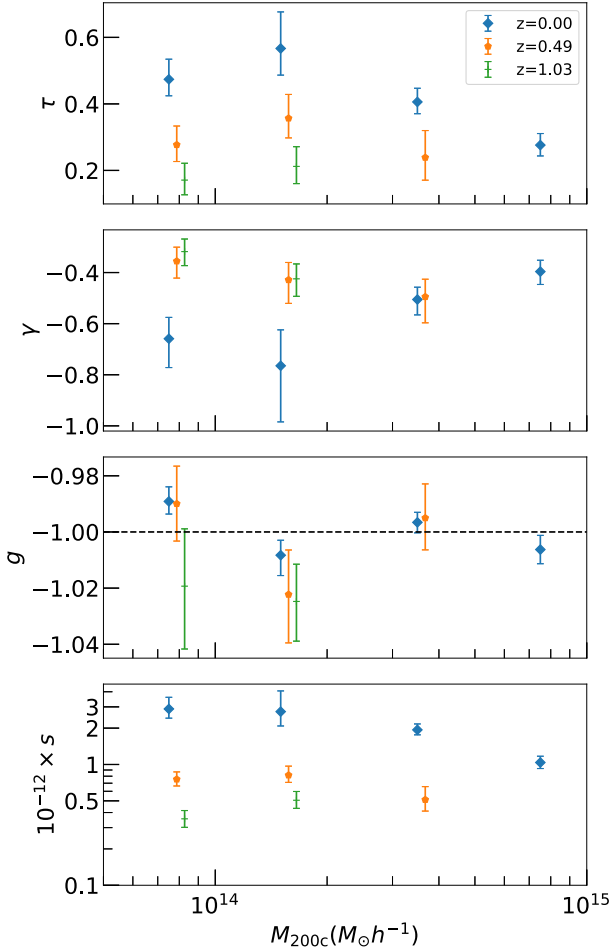 z=0.00
z=0.49
z=1.03
0.6
0.4
0.2
τ
−0.4
−0.6
−0.8
−1.0
γ
−0.98
−1.00
−1.02
−1.04
g
3
2
1
0.5
0.1
10⁻¹² × s
10¹⁴ 10¹⁵
M₂₀₀c(M⊙h⁻¹)